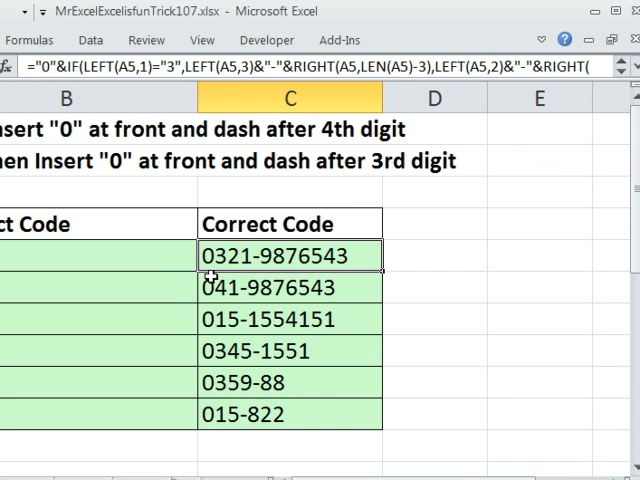 MrExcelExcelisfunTrick107.xlsx - Microsoft Excel
Formulas Data Review View Developer Add-Ins
fx ="0"&IF(LEFT(A5,1)="3",LEFT(A5,3)&"-"&RIGHT(A5,LEN(A5)-3),LEFT(A5,2)&"-"&RIGHT(
B C D E
nsert "0" at front and dash after 4th digit
hen Insert "0" at front and dash after 3rd digit
ct Code Correct Code
0321-9876543
041-9876543
015-1554151
0345-1551
0359-88
015-822